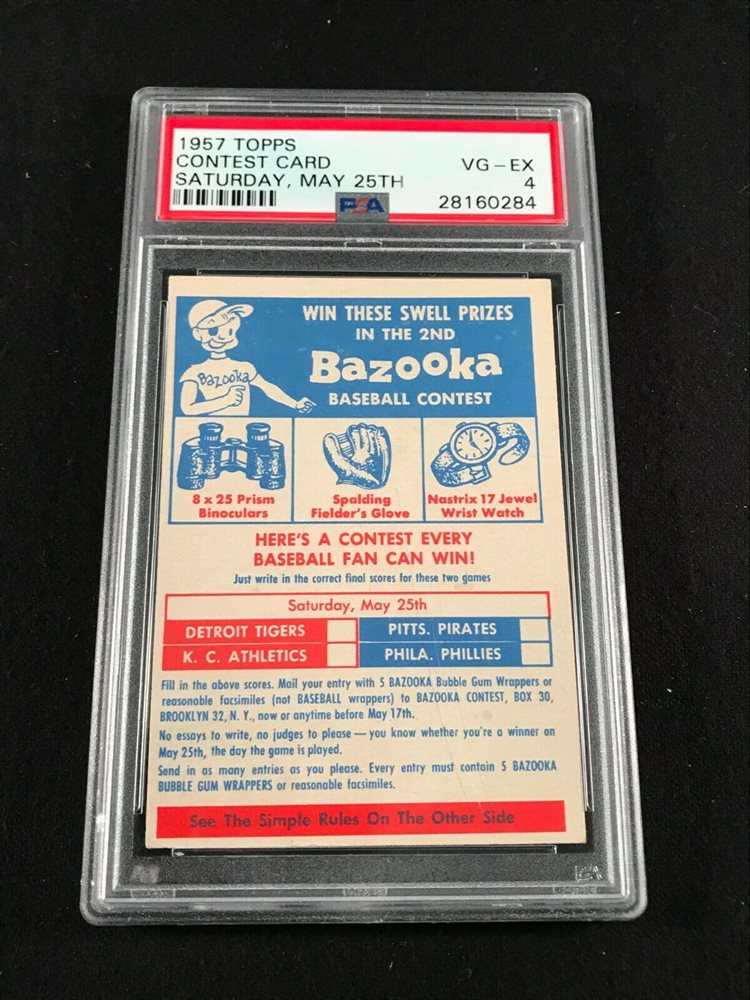 1957 TOPPS
CONTEST CARD VG-EX
SATURDAY, MAY 25TH 4
PSA 28160284
WIN THESE SWELL PRIZES
IN THE 2ND
Bazooka
Bazooka
BASEBALL CONTEST
8 x 25 Prism Binoculars
Spalding Fielder's Glove
Nastrix 17 Jewel Wrist Watch
HERE'S A CONTEST EVERY
BASEBALL FAN CAN WIN!
Just write in the correct final scores for these two games
Saturday, May 25th
DETROIT TIGERS PITTS. PIRATES
K. C. ATHLETICS PHILA. PHILLIES
Fill in the above scores. Mail your entry with 5 BAZOOKA Bubble Gum Wrappers or
reasonable facsimiles (not BASEBALL wrappers) to BAZOOKA CONTEST, BOX 30,
BROOKLYN 32, N. Y., now or anytime before May 17th.
No essays to write, no judges to please — you know whether you're a winner on
May 25th, the day the game is played.
Send in as many entries as you please. Every entry must contain 5 BAZOOKA
BUBBLE GUM WRAPPERS or reasonable facsimiles.
See The Simple Rules On The Other Side